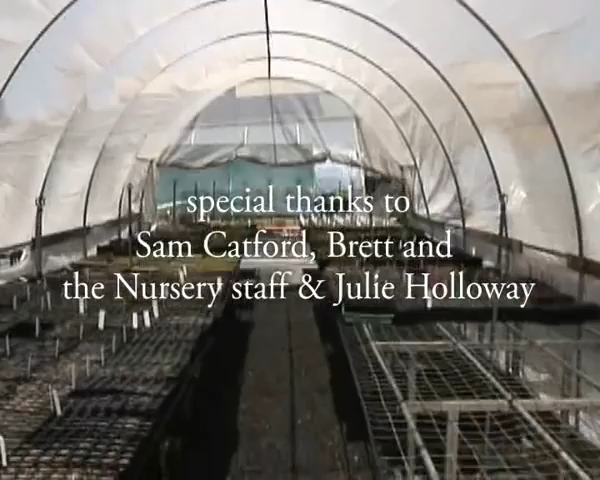 special thanks to
Sam Catford, Brett and
the Nursery staff & Julie Holloway